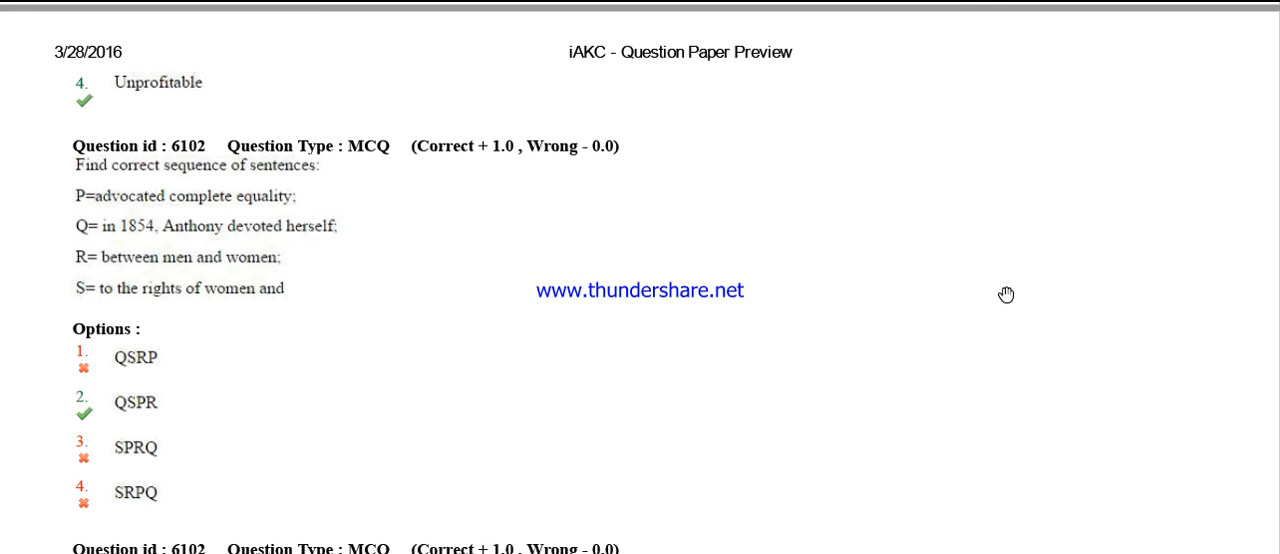 3/28/2016 iAKC - Question Paper Preview
4. Unprofitable
Question id : 6102 Question Type : MCQ (Correct + 1.0 , Wrong - 0.0)
Find correct sequence of sentences:
P=advocated complete equality;
Q= in 1854, Anthony devoted herself;
R= between men and women;
S= to the rights of women and
www.thundershare.net
Options :
1. QSRP
2. QSPR
3. SPRQ
4. SRPQ
Question id : 6102 Question Type : MCQ (Correct + 1.0 , Wrong - 0.0)